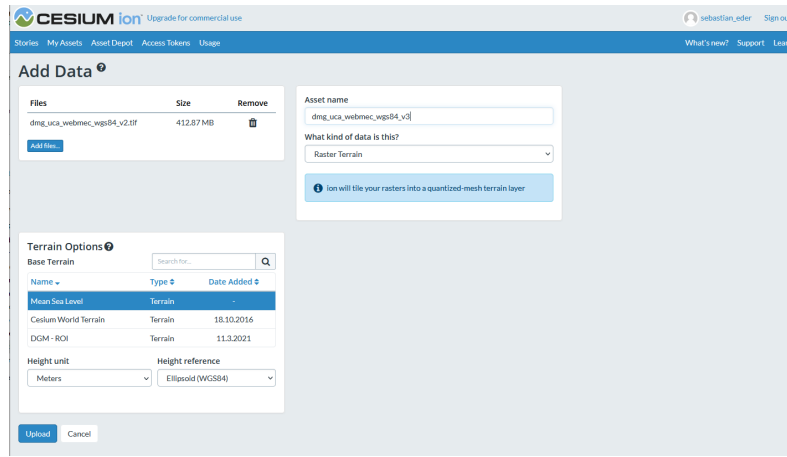 CESIUM ion Upgrade for commercial use
sebastian_eder Sign ou
Stories My Assets Asset Depot Access Tokens Usage
What's new? Support Lear
Add Data
Files Size Remove
dmg_uca_webmec_wgs84_v2.tif 412.87 MB
Add files...
Asset name
dmg_uca_webmec_wgs84_v3
What kind of data is this?
Raster Terrain
ion will tile your rasters into a quantized-mesh terrain layer
Terrain Options
Base Terrain Search for...
Name Type Date Added
Mean Sea Level Terrain -
Cesium World Terrain Terrain 18.10.2016
DGM - ROI Terrain 11.3.2021
Height unit Height reference
Meters Ellipsoid (WGS84)
Upload Cancel